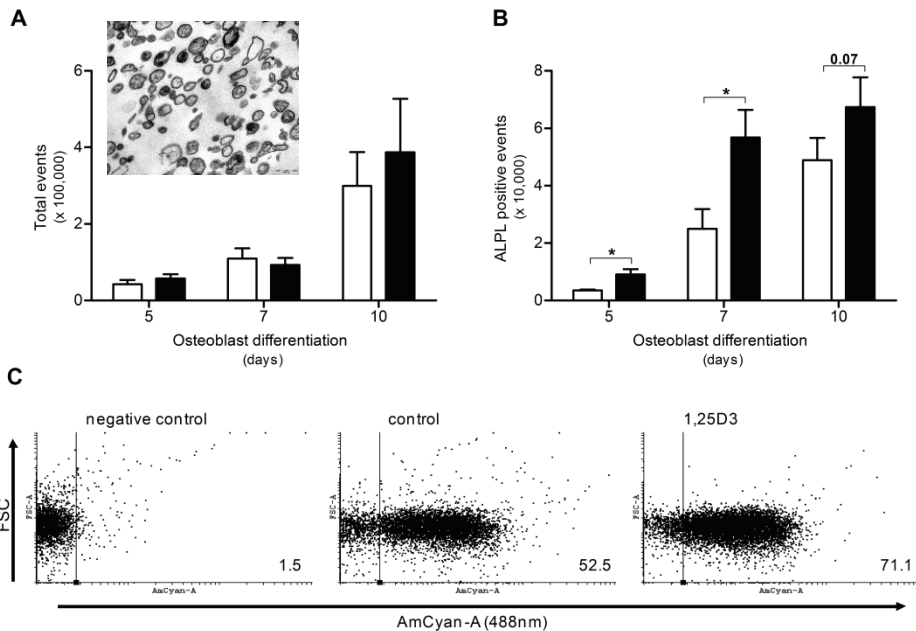 A
B
Total events
(x 100,000)
6
4
2
0
5
7
10
Osteoblast differentiation
(days)
ALPL positive events
(x 10,000)
8
6
4
2
0
*
*
0.07
5
7
10
Osteoblast differentiation
(days)
C
negative control
control
1,25D3
FSC
FSC-A
FSC-A
FSC-A
1.5
52.5
71.1
AmCyan-A
AmCyan-A
AmCyan-A
AmCyan-A (488nm)